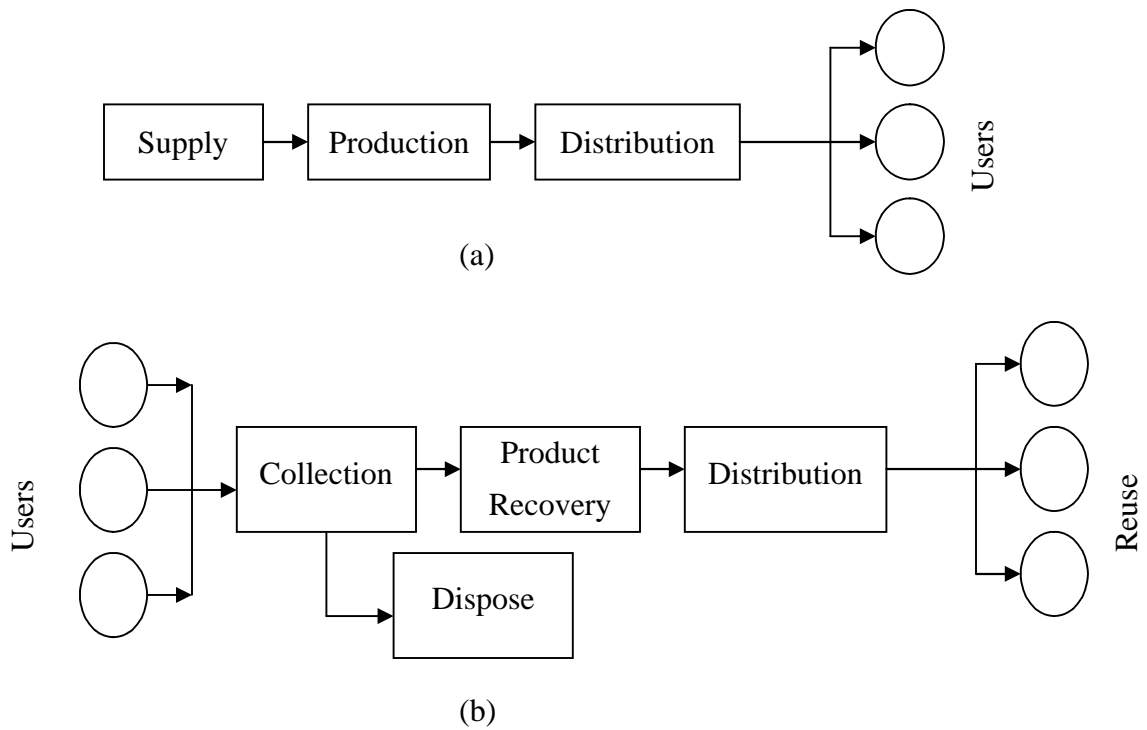 Supply
Production
Distribution
Users
(a)
Users
Collection
Product
Recovery
Distribution
Reuse
Dispose
(b)